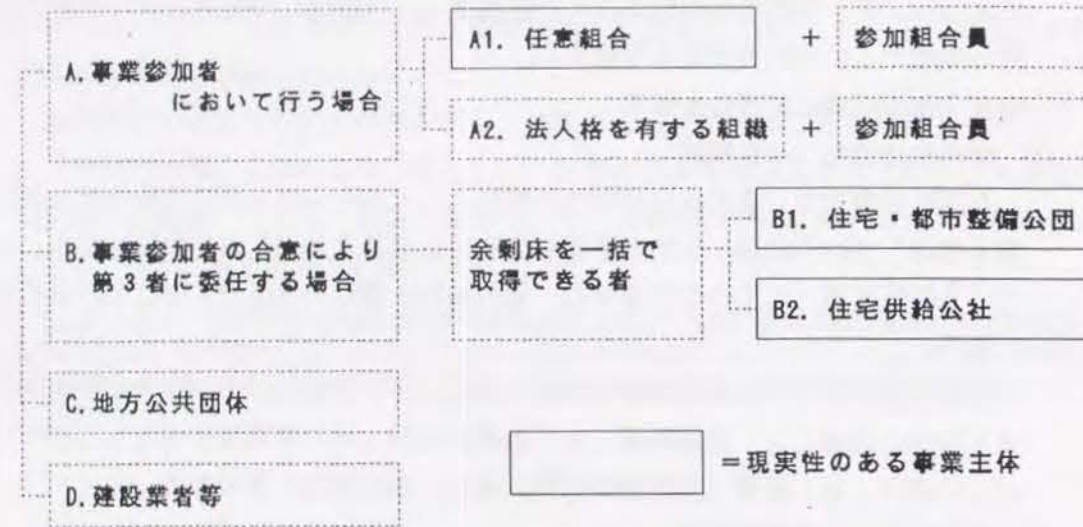 A1. 任意組合 + 参加組合員
A.事業参加者
において行う場合
A2. 法人格を有する組織 + 参加組合員
B.事業参加者の合意により
第3者に委任する場合
余剰床を一括で
取得できる者
B1. 住宅・都市整備公団
B2. 住宅供給公社
C.地方公共団体
D.建設業者等
=現実性のある事業主体